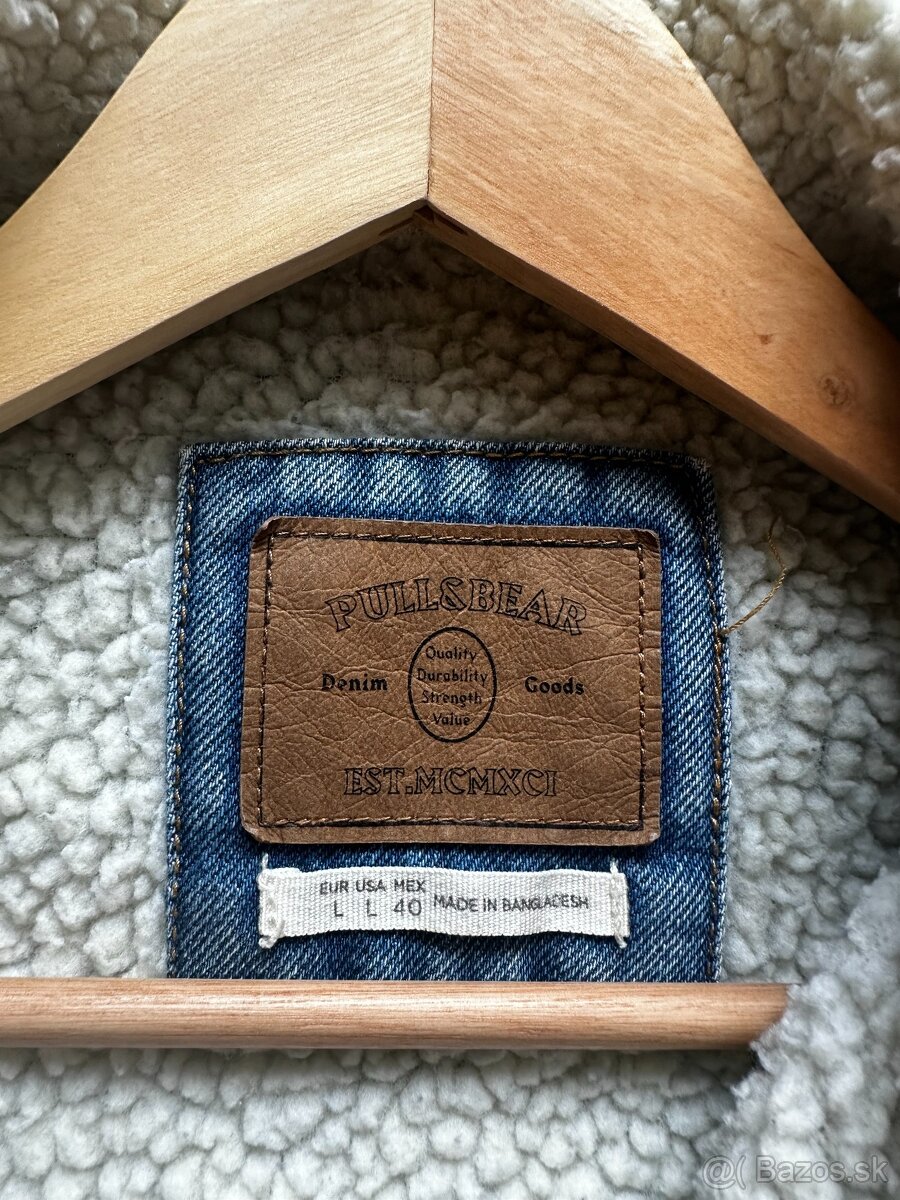 PULL&BEAR
Quality
Denim Durability Goods
Strength
Value
EST.MCMXCI
EUR USA MEX
L L 40 MADE IN BANGLADESH
@( Bazos.sk